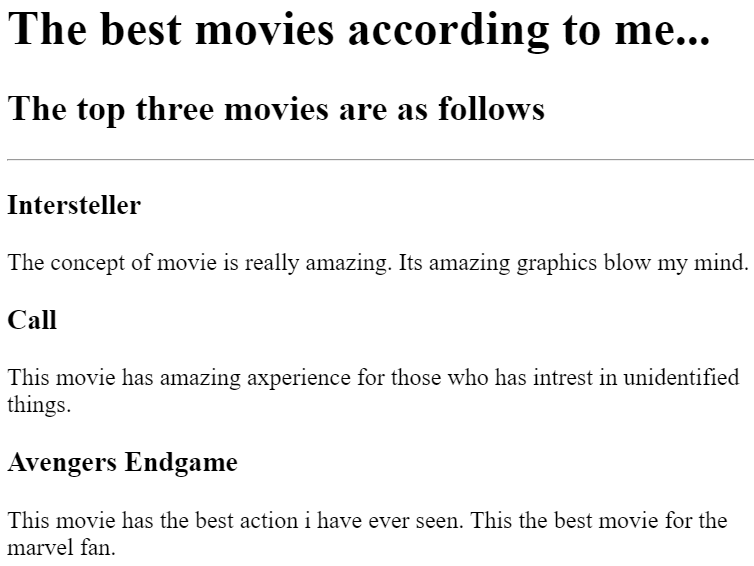 The best movies according to me...
The top three movies are as follows
Intersteller
The concept of movie is really amazing. Its amazing graphics blow my mind.
Call
This movie has amazing axperience for those who has intrest in unidentified
things.
Avengers Endgame
This movie has the best action i have ever seen. This the best movie for the
marvel fan.